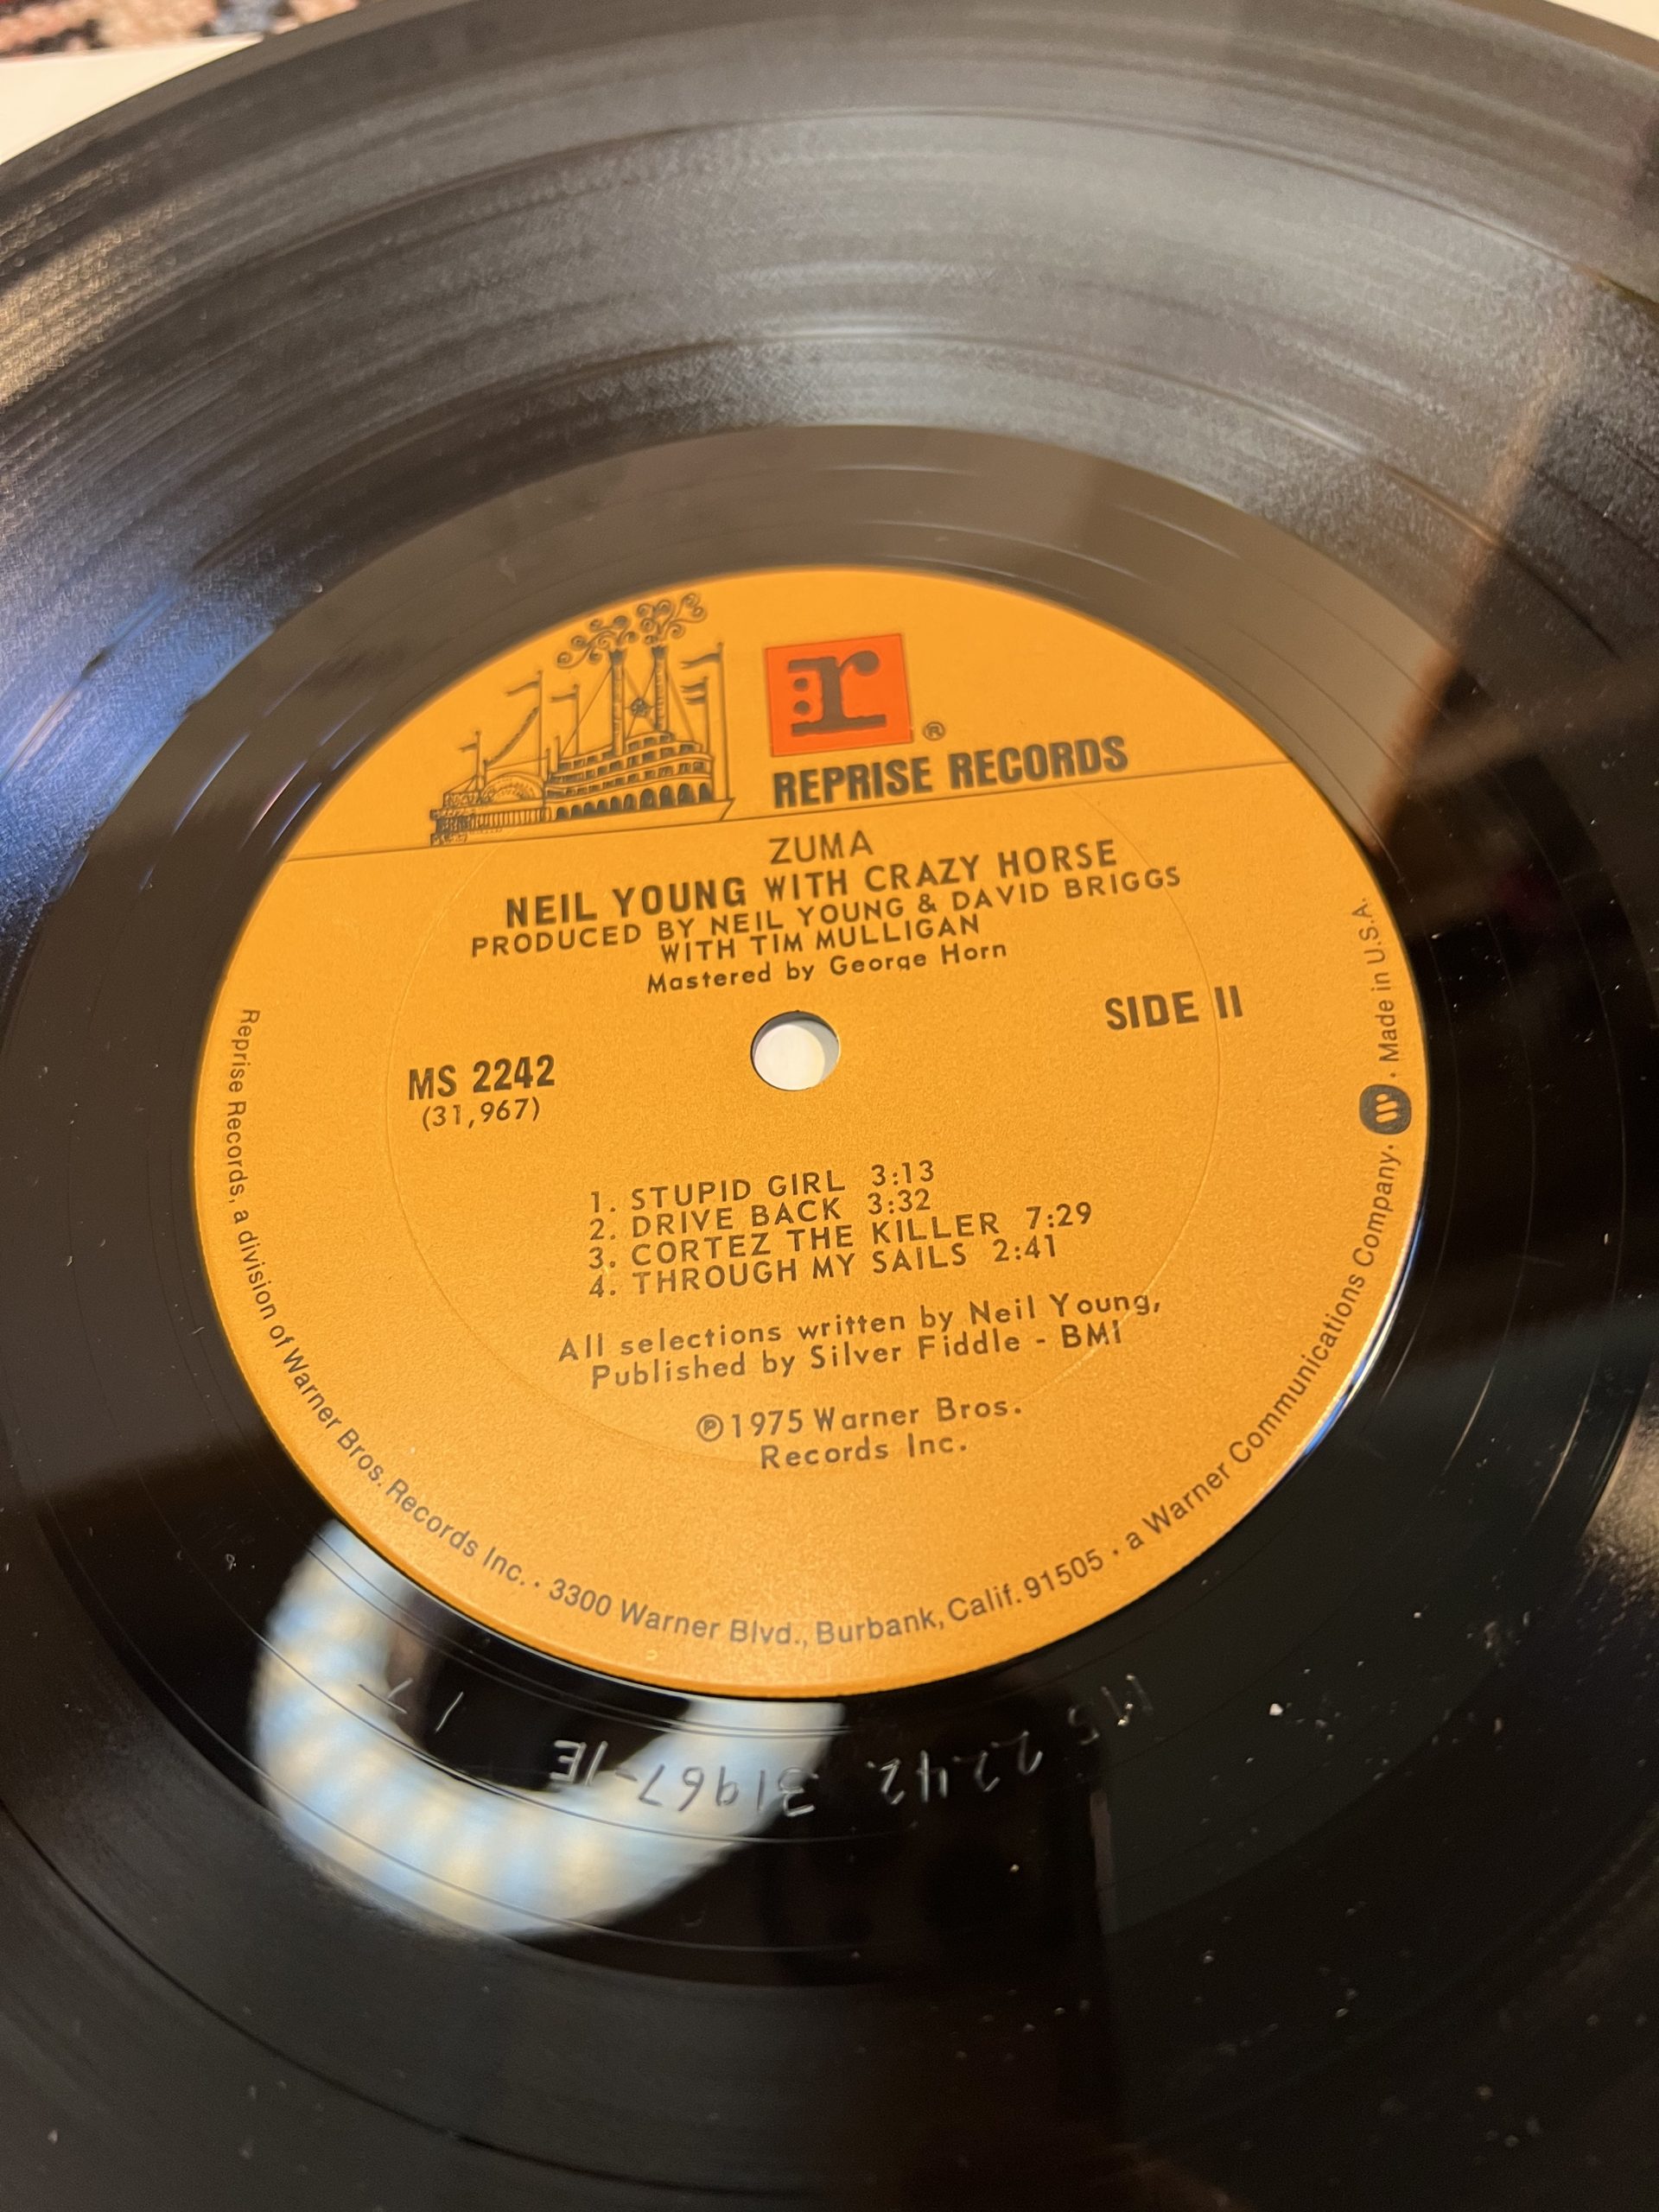 r
®
REPRISE RECORDS
ZUMA
NEIL YOUNG WITH CRAZY HORSE
PRODUCED BY NEIL YOUNG & DAVID BRIGGS
WITH TIM MULLIGAN
Mastered by George Horn
SIDE II
MS 2242
(31,967)
1. STUPID GIRL 3:13
2. DRIVE BACK 3:32
3. CORTEZ THE KILLER 7:29
4. THROUGH MY SAILS 2:41
All selections written by Neil Young,
Published by Silver Fiddle - BMI
℗1975 Warner Bros.
Records Inc.
Reprise Records, a division of Warner Bros. Records Inc. · 3300 Warner Blvd., Burbank, Calif. 91505 · a Warner Communications Company. W · Made in U.S.A.
MS 2242 31967-1E